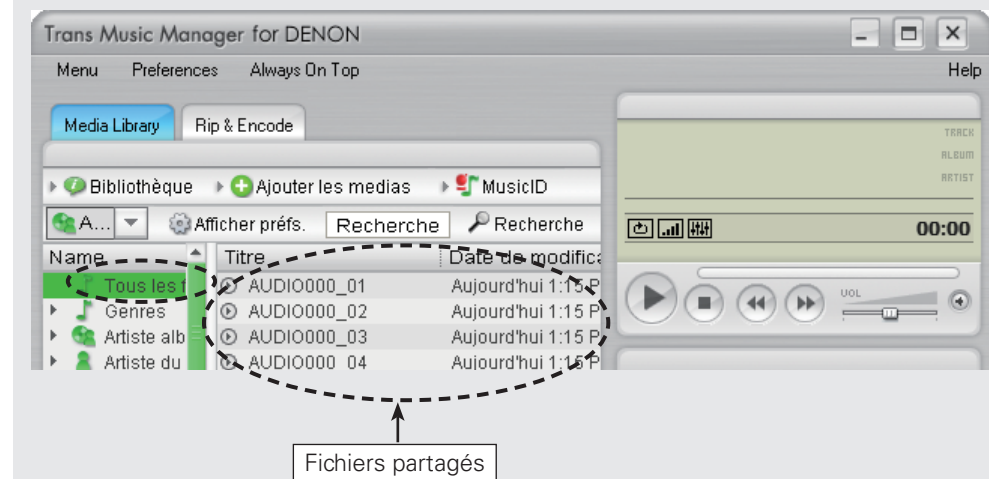 Trans Music Manager for DENON
Menu Preferences Always On Top Help
Media Library Rip & Encode
TRACK
ALBUM
ARTIST
Bibliothèque Ajouter les medias MusicID
A... Afficher préfs. Recherche Recherche
00:00
Name Titre Date de modifica
Tous les f AUDIO000_01 Aujourd'hui 1:15 P
Genres AUDIO000_02 Aujourd'hui 1:15 P
VOL
Artiste alb AUDIO000_03 Aujourd'hui 1:15 P
Artiste du AUDIO000_04 Aujourd'hui 1:15 P
Fichiers partagés